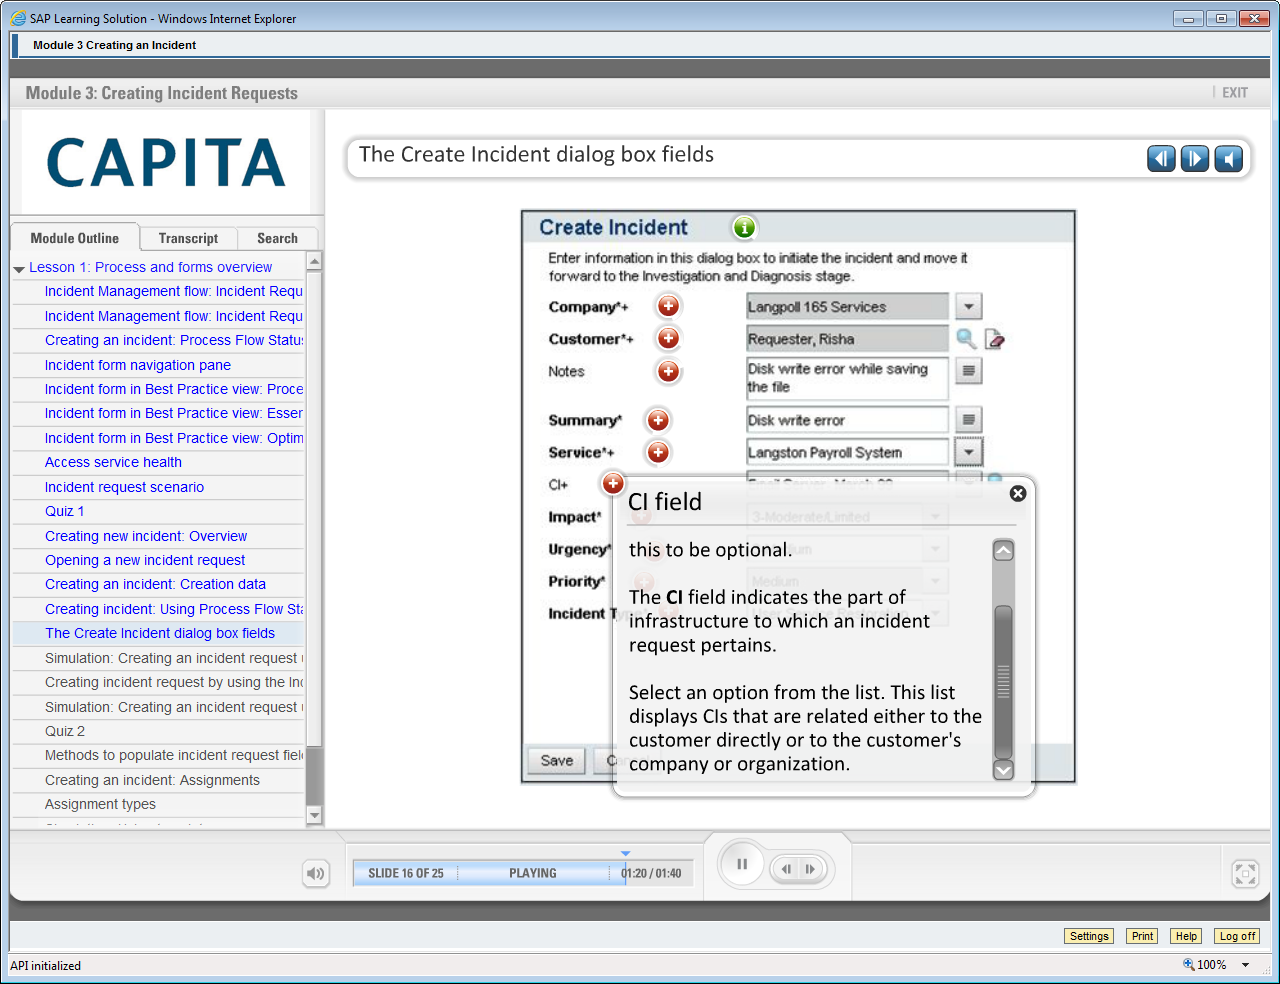 SAP Learning Solution - Windows Internet Explorer
Module 3 Creating an Incident
Module 3: Creating Incident Requests
EXIT
CAPITA
The Create Incident dialog box fields
Module Outline
Transcript
Search
Lesson 1: Process and forms overview
Incident Management flow: Incident Requ
Incident Management flow: Incident Requ
Creating an incident: Process Flow Status
Incident form navigation pane
Incident form in Best Practice view: Proce
Incident form in Best Practice view: Esser
Incident form in Best Practice view: Optim
Access service health
Incident request scenario
Quiz 1
Creating new incident: Overview
Opening a new incident request
Creating an incident: Creation data
Creating incident: Using Process Flow Sta
The Create Incident dialog box fields
Simulation: Creating an incident request
Creating incident request by using the Inc
Simulation: Creating an incident request
Quiz 2
Methods to populate incident request field
Creating an incident: Assignments
Assignment types
Create Incident
Enter information in this dialog box to initiate the incident and move it
forward to the Investigation and Diagnosis stage.
Company*+ Langpoll 165 Services
Customer*+ Requester, Risha
Notes Disk write error while saving
the file
Summary* Disk write error
Service*+ Langston Payroll System
CI+
Impact* 3-Moderate/Limited
Urgency*
Priority* Medium
Incident Type* User Service Restoration
Save
CI field
this to be optional.
The CI field indicates the part of
infrastructure to which an incident
request pertains.
Select an option from the list. This list
displays CIs that are related either to the
customer directly or to the customer's
company or organization.
SLIDE 16 OF 25
PLAYING
01:20 / 01:40
Settings
Print
Help
Log off
API initialized
100%